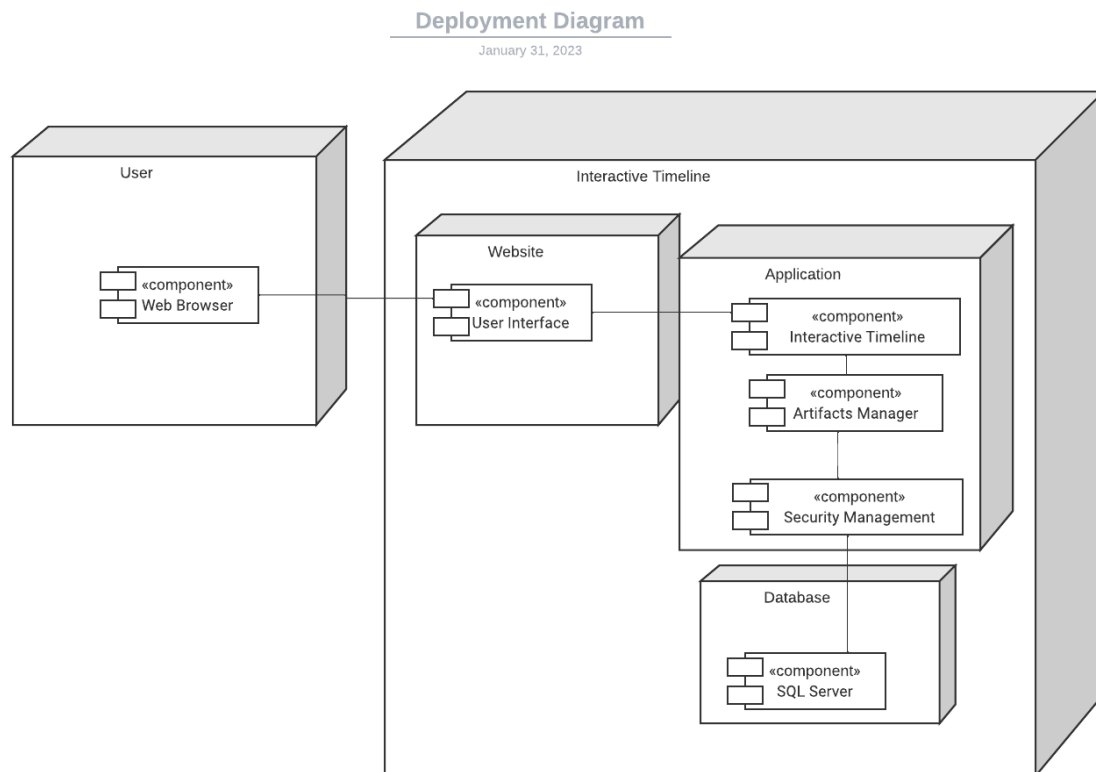 Deployment Diagram
January 31, 2023
User
«component»
Web Browser
Interactive Timeline
Website
«component»
User Interface
Application
«component»
Interactive Timeline
«component»
Artifacts Manager
«component»
Security Management
Database
«component»
SQL Server